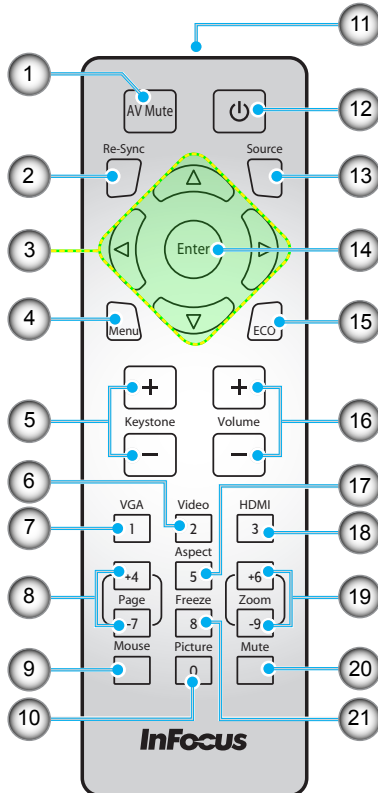 11
1
AV Mute
12
Re-Sync
Source
2
13
3
Enter
14
4
Menu
ECO
15
+
+
5
Keystone
Volume
16
−
−
6
17
VGA
Video
HDMI
7
1
2
3
18
Aspect
8
+4
5
+6
19
Page
Freeze
Zoom
-7
8
-9
Mouse
Picture
Mute
9
0
20
10
21
InFocus